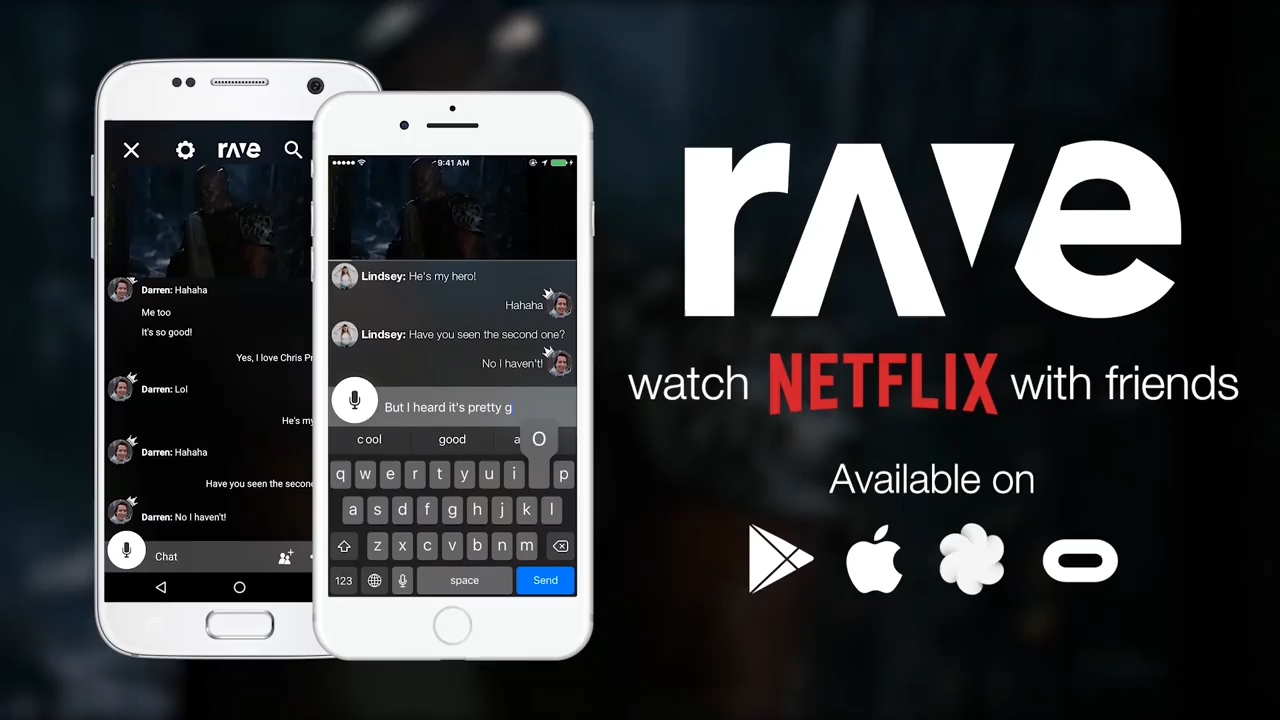 rave
Darren: Hahaha
Me too
It's so good!
Yes, I love Chris Pr
Darren: Lol
He's my
Darren: Hahaha
Have you seen the secon
Darren: No I haven't!
Chat
9:41 AM
Lindsey: He's my hero!
Hahaha
Lindsey: Have you seen the second one?
No I haven't!
But I heard it's pretty g
cool good a
O
q w e r t y u i p
a s d f g h j k l
z x c v b n m
123 space Send
rave
watch NETFLIX with friends
Available on